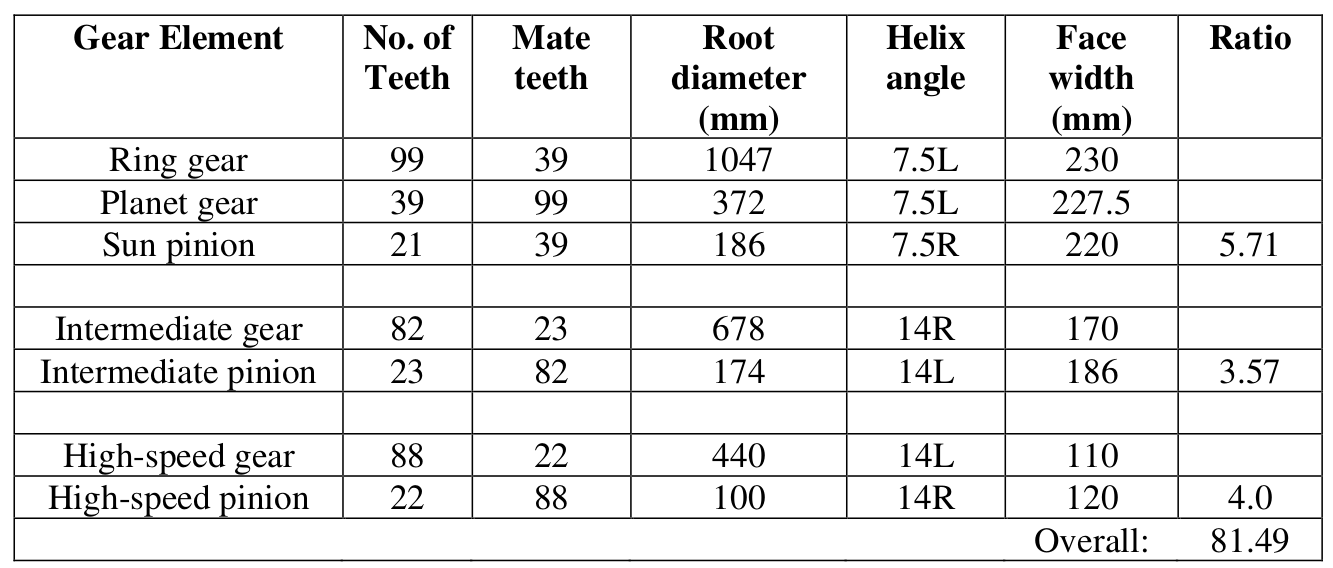 Gear Element No. of Teeth Mate teeth Root diameter (mm) Helix angle Face width (mm) Ratio
Ring gear 99 39 1047 7.5L 230
Planet gear 39 99 372 7.5L 227.5
Sun pinion 21 39 186 7.5R 220 5.71
Intermediate gear 82 23 678 14R 170
Intermediate pinion 23 82 174 14L 186 3.57
High-speed gear 88 22 440 14L 110
High-speed pinion 22 88 100 14R 120 4.0
Overall: 81.49